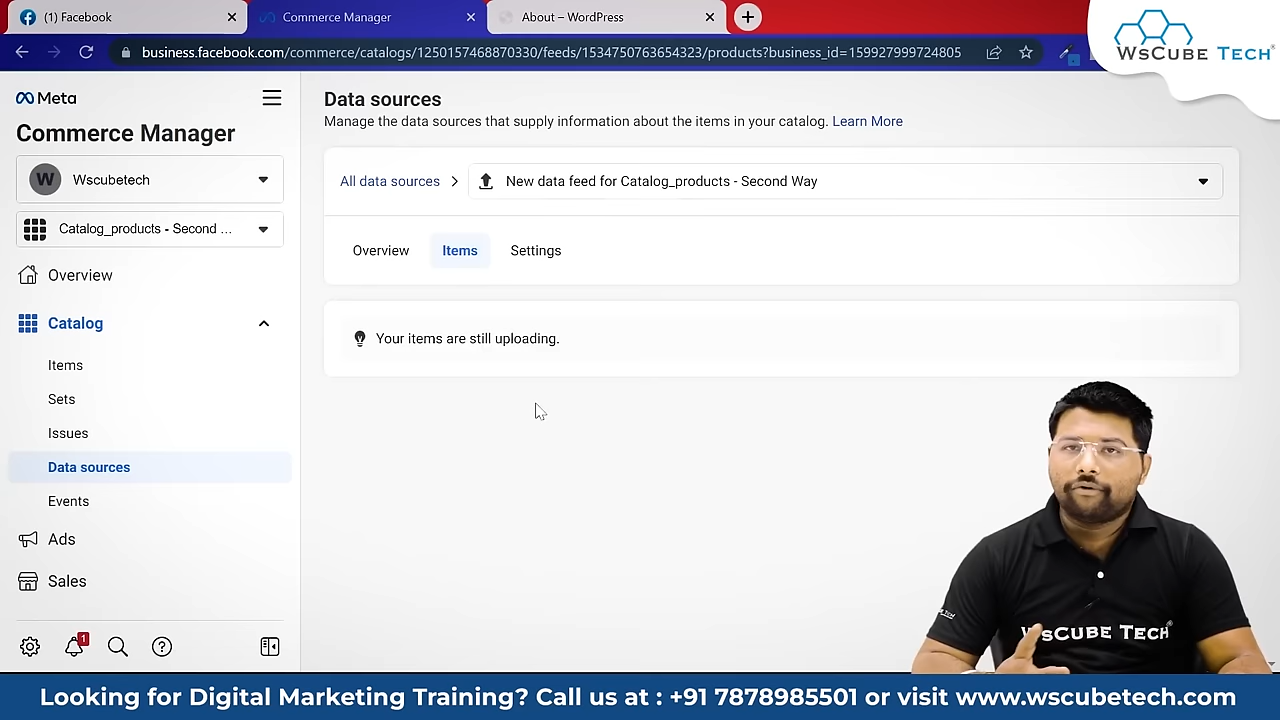 (1) Facebook
Commerce Manager
About – WordPress
business.facebook.com/commerce/catalogs/1250157468870330/feeds/1534750763654323/products?business_id=159927999724805
WsCube Tech®
Meta
Commerce Manager
W Wscubetech
Catalog_products - Second ...
Overview
Catalog
Items
Sets
Issues
Data sources
Events
Ads
Sales
1
Data sources
Manage the data sources that supply information about the items in your catalog. Learn More
All data sources
New data feed for Catalog_products - Second Way
Overview
Items
Settings
Your items are still uploading.
WsCube Tech®
Looking for Digital Marketing Training? Call us at : +91 7878985501 or visit www.wscubetech.com